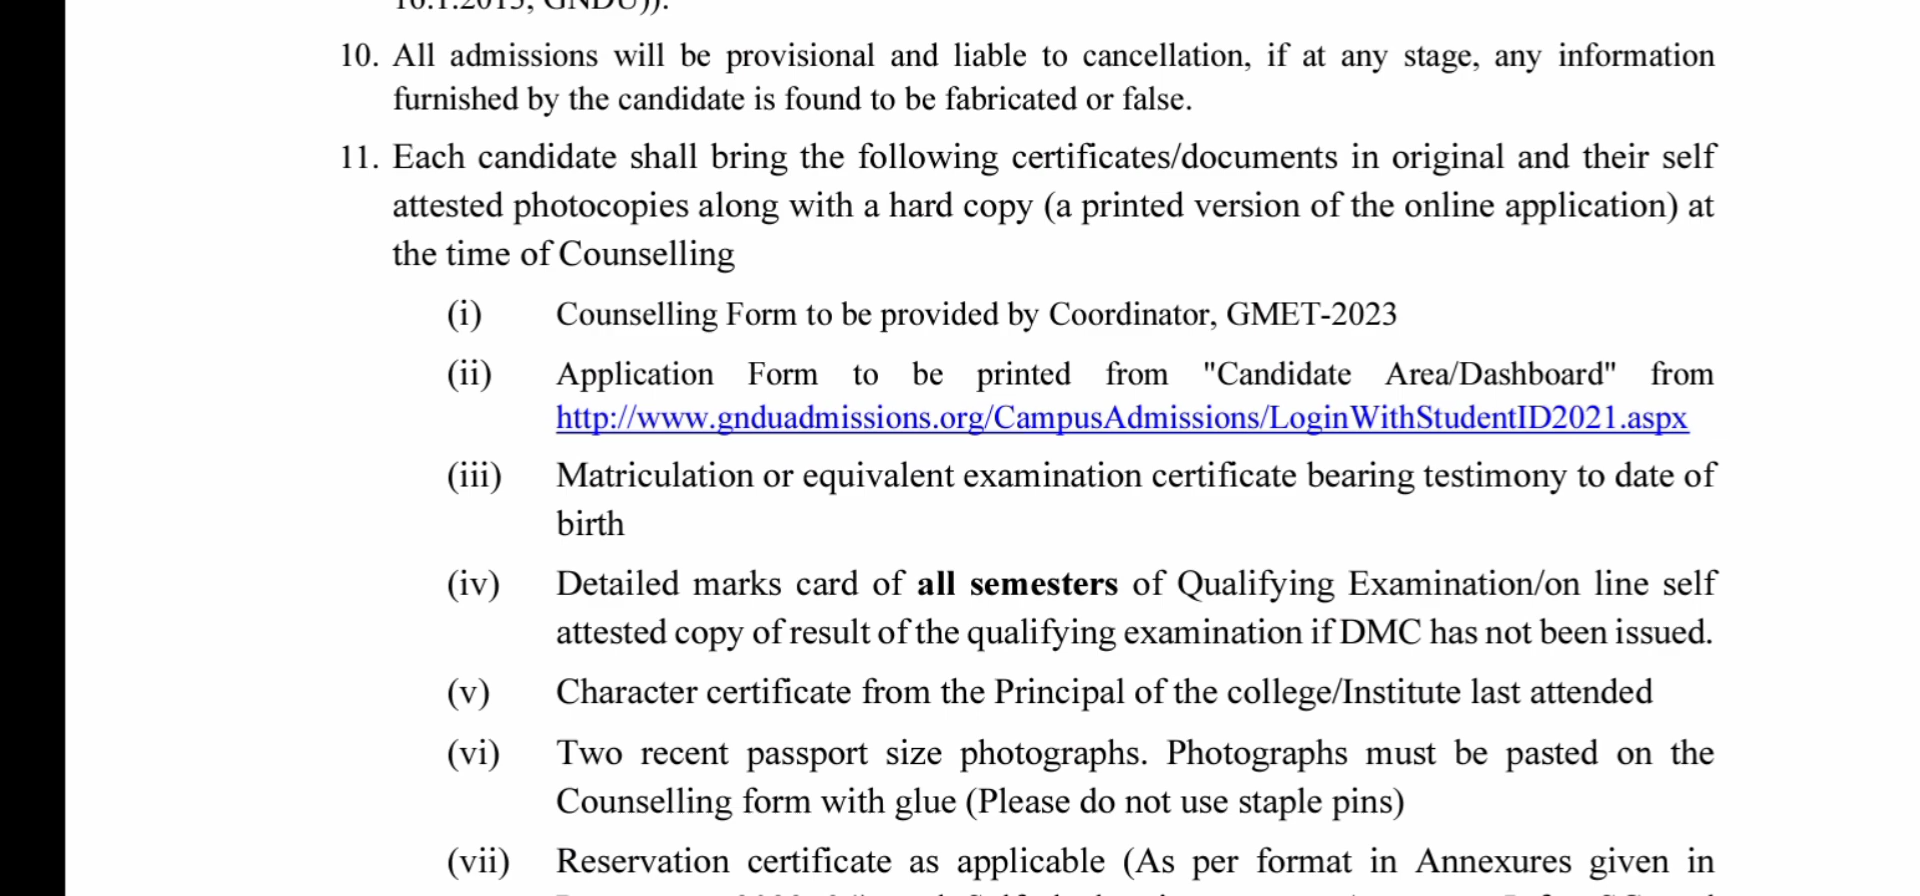 10. All admissions will be provisional and liable to cancellation, if at any stage, any information
furnished by the candidate is found to be fabricated or false.
11. Each candidate shall bring the following certificates/documents in original and their self
attested photocopies along with a hard copy (a printed version of the online application) at
the time of Counselling
(i) Counselling Form to be provided by Coordinator, GMET-2023
(ii) Application Form to be printed from "Candidate Area/Dashboard" from
http://www.gnduadmissions.org/CampusAdmissions/LoginWithStudentID2021.aspx
(iii) Matriculation or equivalent examination certificate bearing testimony to date of
birth
(iv) Detailed marks card of all semesters of Qualifying Examination/on line self
attested copy of result of the qualifying examination if DMC has not been issued.
(v) Character certificate from the Principal of the college/Institute last attended
(vi) Two recent passport size photographs. Photographs must be pasted on the
Counselling form with glue (Please do not use staple pins)
(vii) Reservation certificate as applicable (As per format in Annexures given in